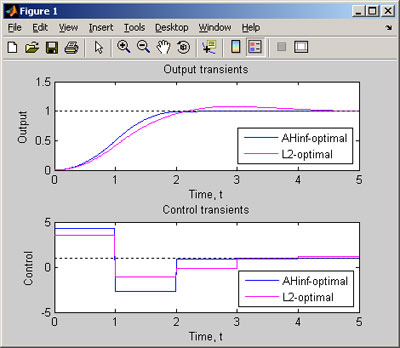 Figure 1
File Edit View Insert Tools Desktop Window Help
Output transients
1.5
1
0.5
0
Output
AHinf-optimal
L2-optimal
0 1 2 3 4 5
Time, t
Control transients
5
0
-5
Control
AHinf-optimal
L2-optimal
0 1 2 3 4 5
Time, t